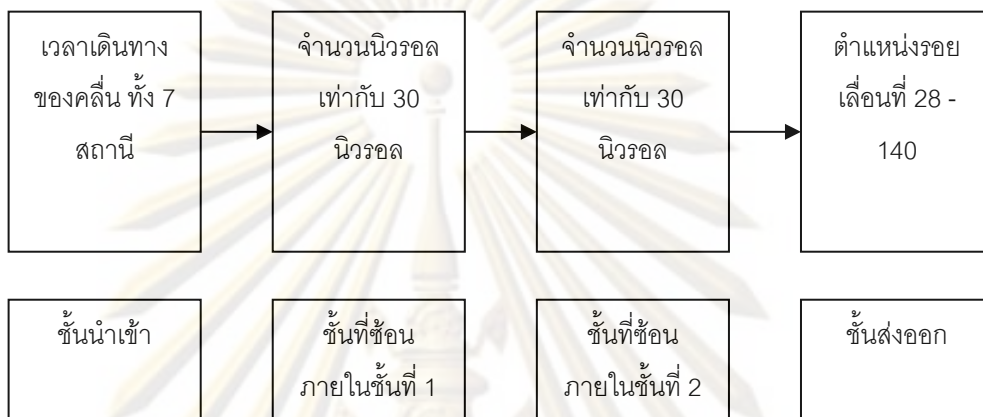 เวลาเดินทาง
ของคลื่น ทั้ง 7
สถานี
จำนวนนิวรอล
เท่ากับ 30
นิวรอล
จำนวนนิวรอล
เท่ากับ 30
นิวรอล
ตำแหน่งรอย
เลื่อนที่ 28 -
140
ชั้นนำเข้า
ชั้นที่ซ้อน
ภายในชั้นที่ 1
ชั้นที่ซ้อน
ภายในชั้นที่ 2
ชั้นส่งออก